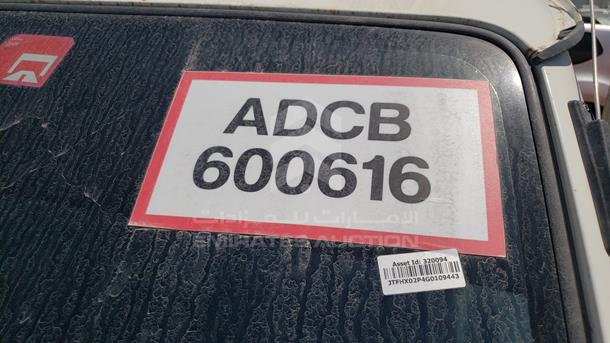 ADCB
600616
الإمارات للمزادات
EMIRATES AUCTION
Asset Id: 320094
JTFHX02P4G0109443